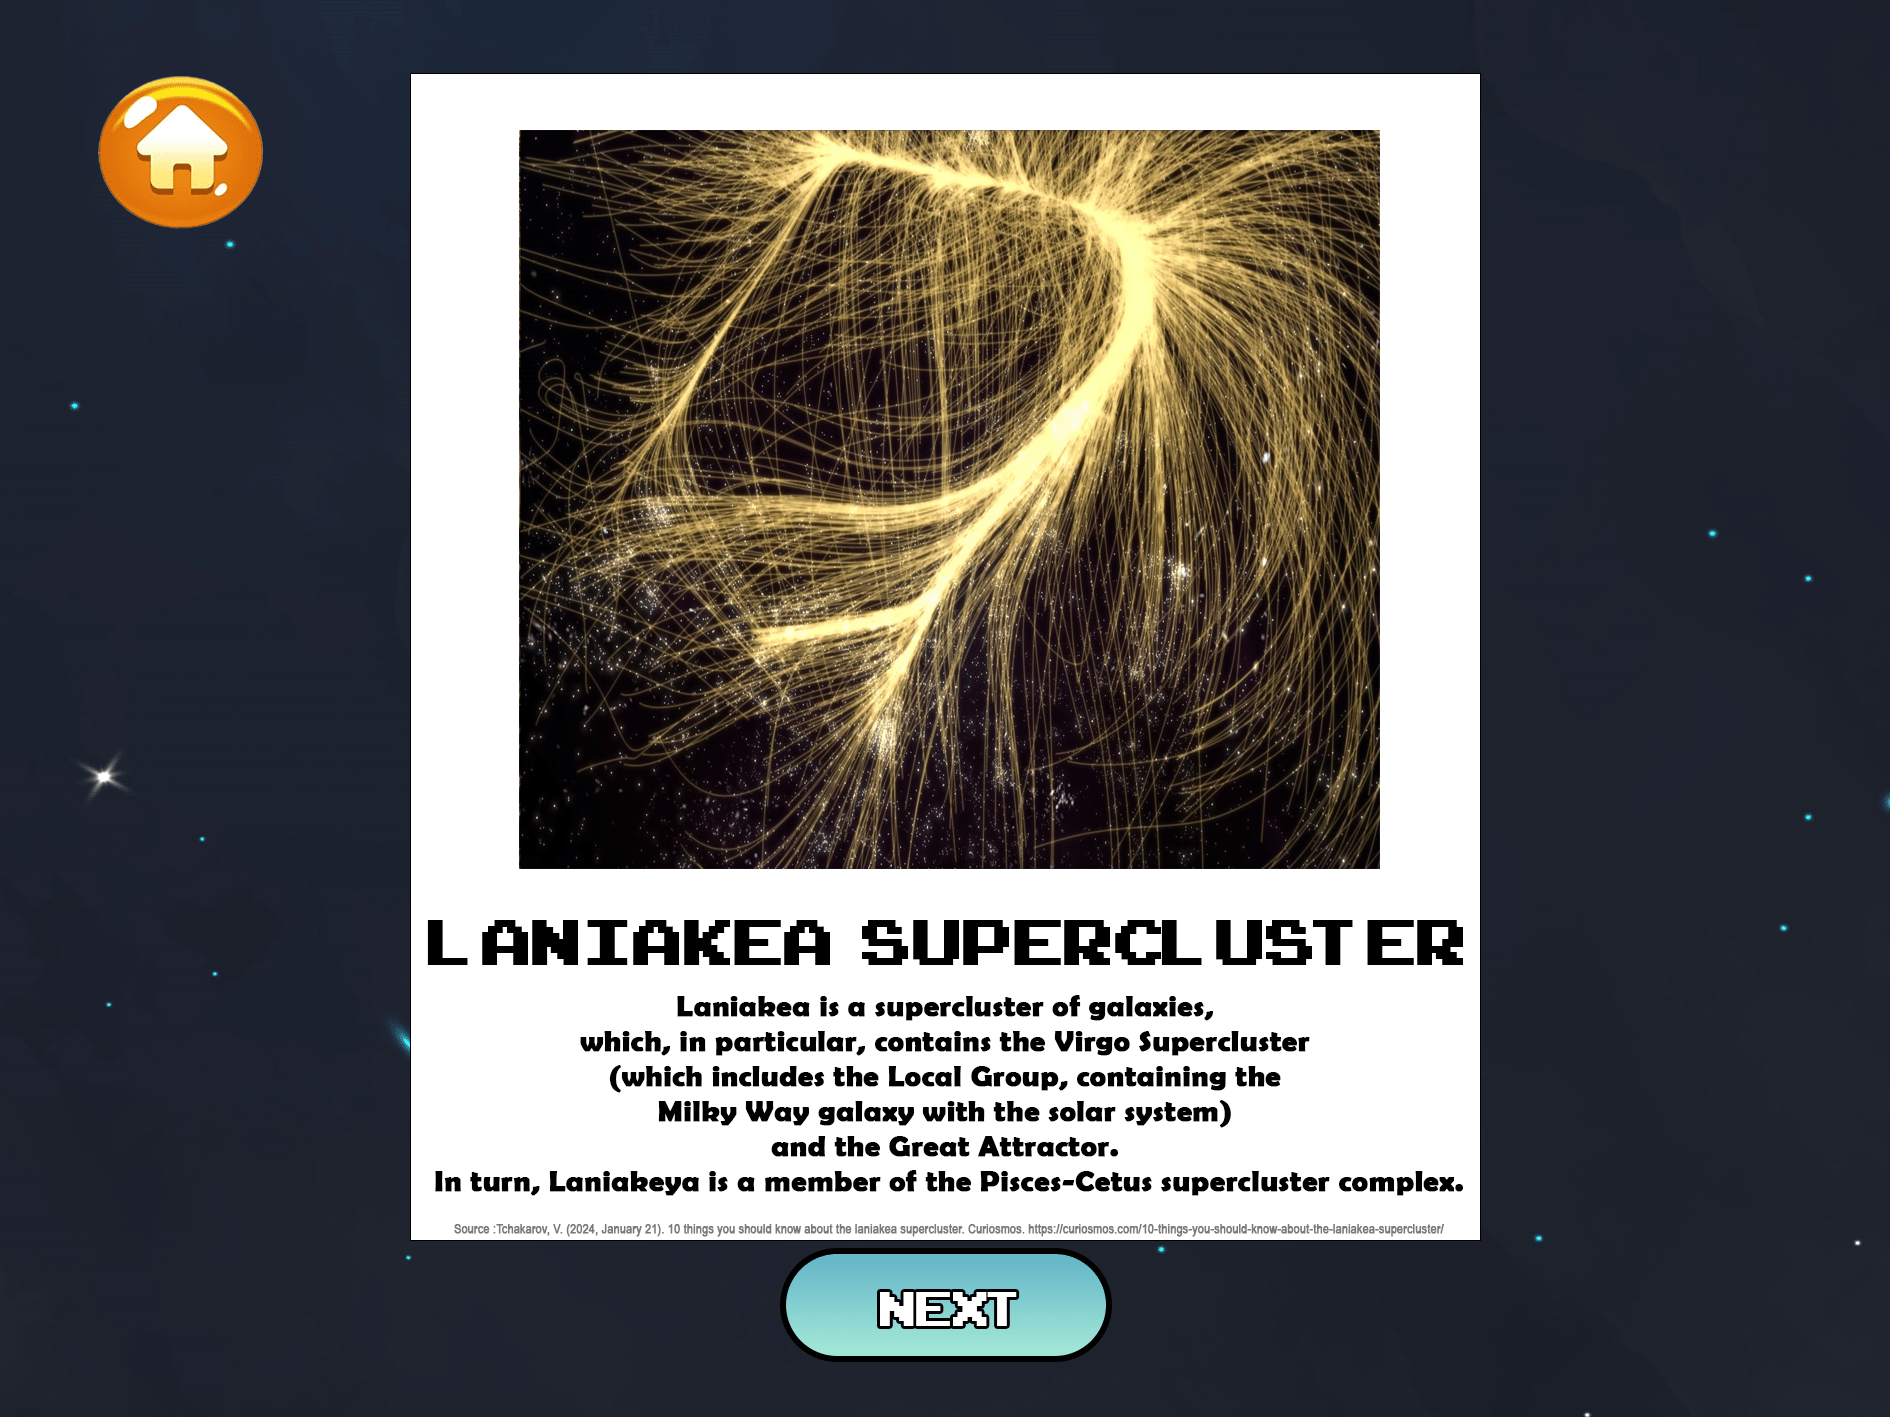 LANIAKEA SUPERCLUSTER
Laniakea is a supercluster of galaxies,
which, in particular, contains the Virgo Supercluster
(which includes the Local Group, containing the
Milky Way galaxy with the solar system)
and the Great Attractor.
In turn, Laniakeya is a member of the Pisces-Cetus supercluster complex.
Source :Tchakarov, V. (2024, January 21). 10 things you should know about the laniakea supercluster. Curiosmos. https://curiosmos.com/10-things-you-should-know-about-the-laniakea-supercluster/
NEXT